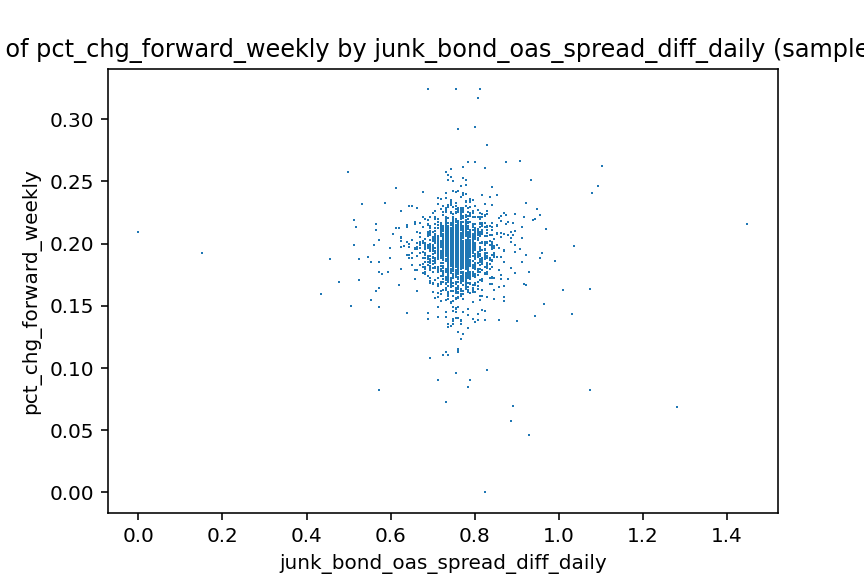 of pct_chg_forward_weekly by junk_bond_oas_spread_diff_daily (sample
0.30
0.25
0.20
0.15
0.10
0.05
0.00
pct_chg_forward_weekly
0.0 0.2 0.4 0.6 0.8 1.0 1.2 1.4
junk_bond_oas_spread_diff_daily